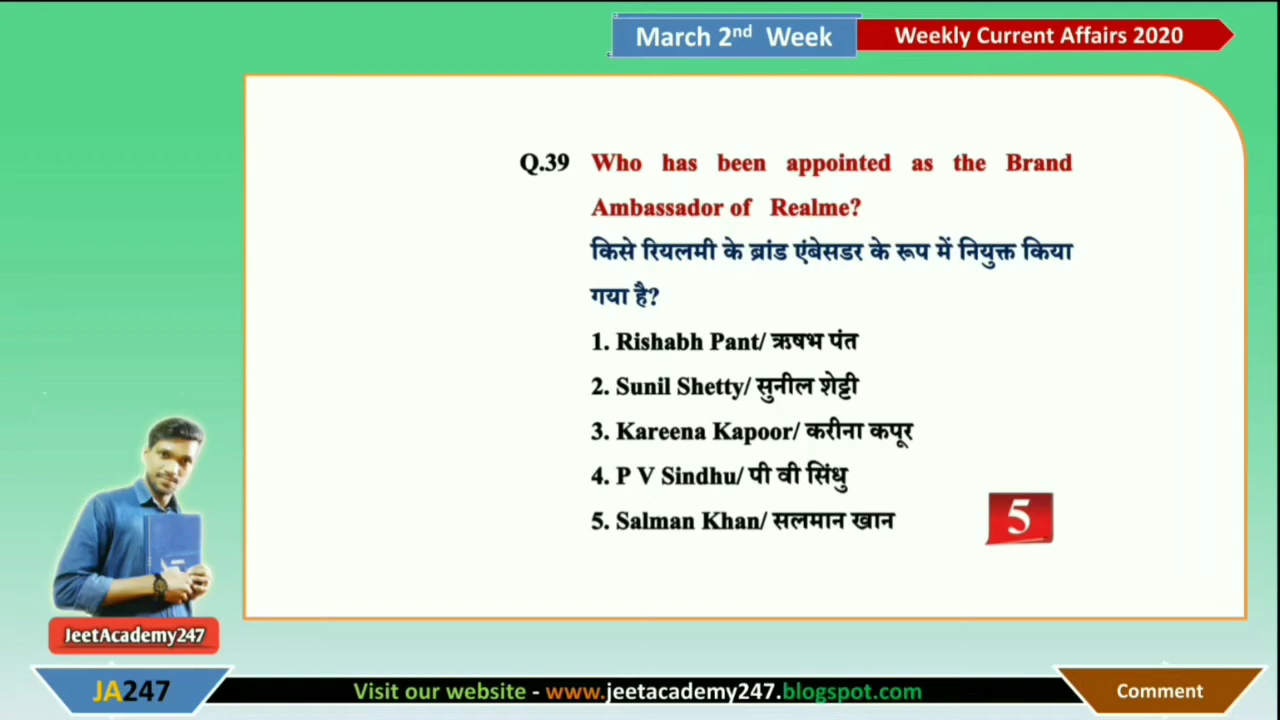 March 2nd Week
Weekly Current Affairs 2020
Q.39 Who has been appointed as the Brand
Ambassador of Realme?
किसे रियलमी के ब्रांड एंबेसडर के रूप में नियुक्त किया
गया है?
1. Rishabh Pant/ ऋषभ पंत
2. Sunil Shetty/ सुनील शेट्टी
3. Kareena Kapoor/ करीना कपूर
4. P V Sindhu/ पी वी सिंधु
5. Salman Khan/ सलमान खान
5
JeetAcademy247
JA247
Visit our website - www.jeetacademy247.blogspot.com
Comment